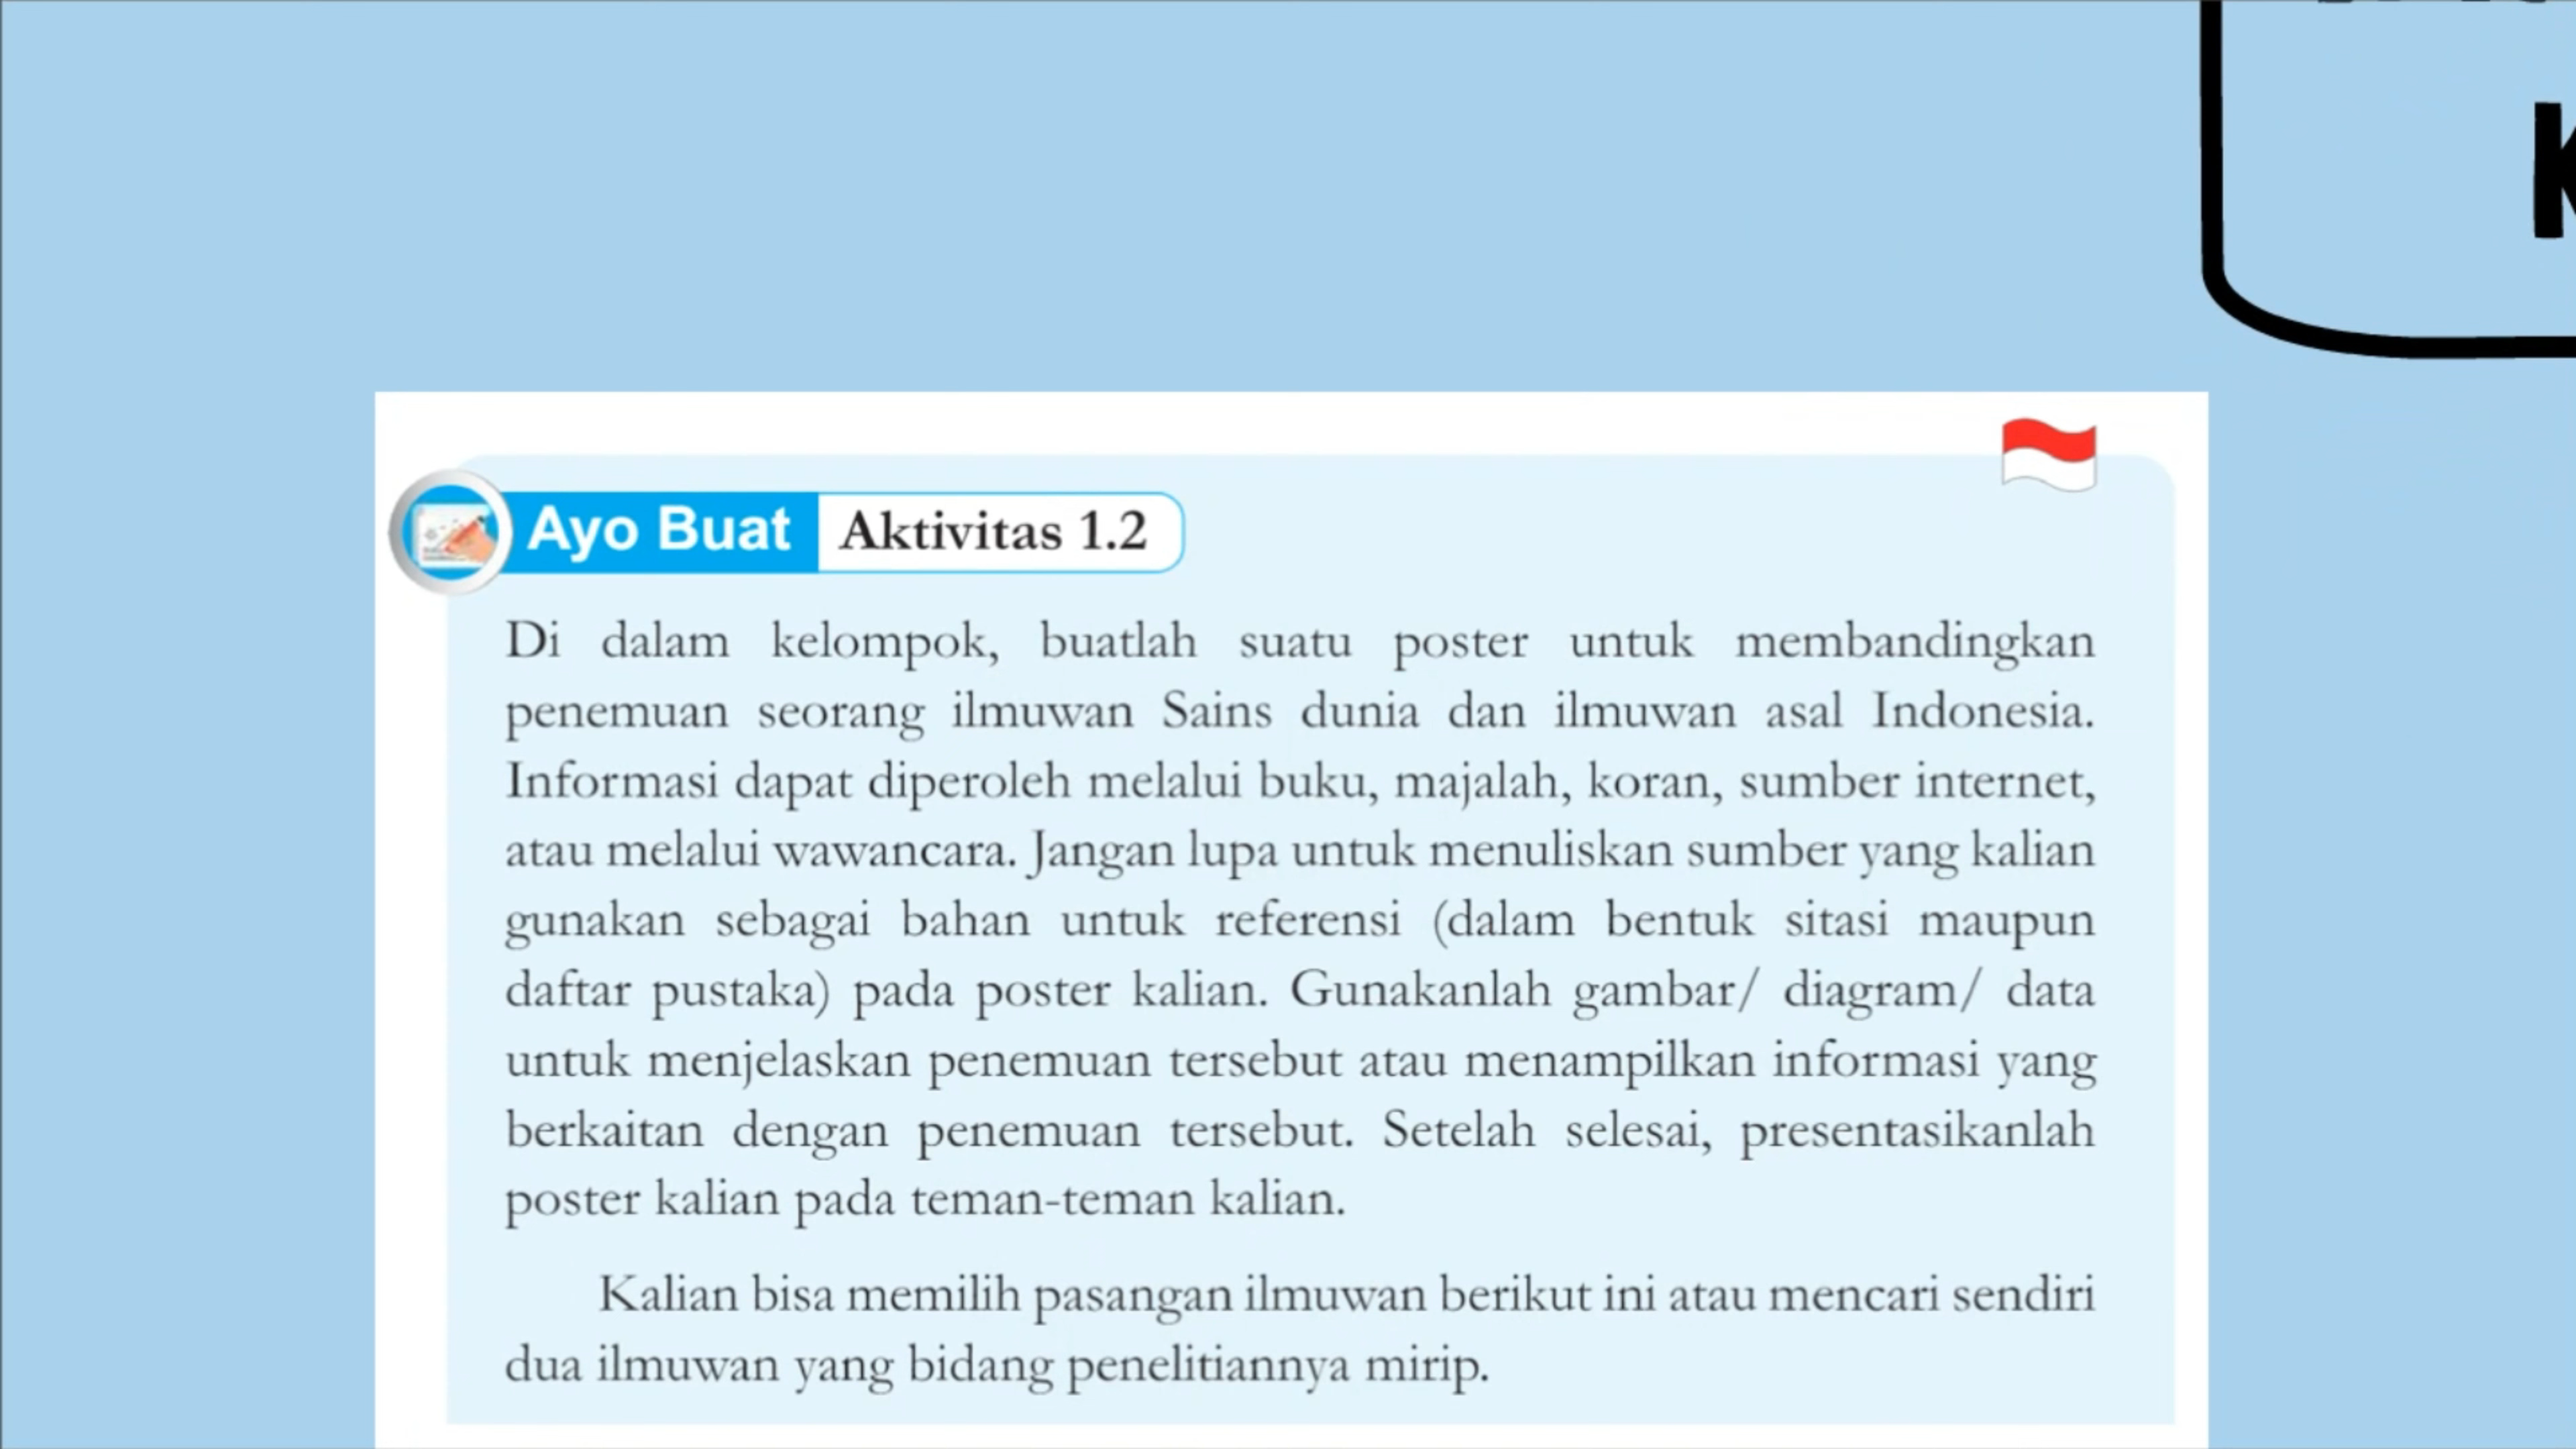 K
Ayo Buat Aktivitas 1.2
Di dalam kelompok, buatlah suatu poster untuk membandingkan
penemuan seorang ilmuwan Sains dunia dan ilmuwan asal Indonesia.
Informasi dapat diperoleh melalui buku, majalah, koran, sumber internet,
atau melalui wawancara. Jangan lupa untuk menuliskan sumber yang kalian
gunakan sebagai bahan untuk referensi (dalam bentuk sitasi maupun
daftar pustaka) pada poster kalian. Gunakanlah gambar/ diagram/ data
untuk menjelaskan penemuan tersebut atau menampilkan informasi yang
berkaitan dengan penemuan tersebut. Setelah selesai, presentasikanlah
poster kalian pada teman-teman kalian.
Kalian bisa memilih pasangan ilmuwan berikut ini atau mencari sendiri
dua ilmuwan yang bidang penelitiannya mirip.